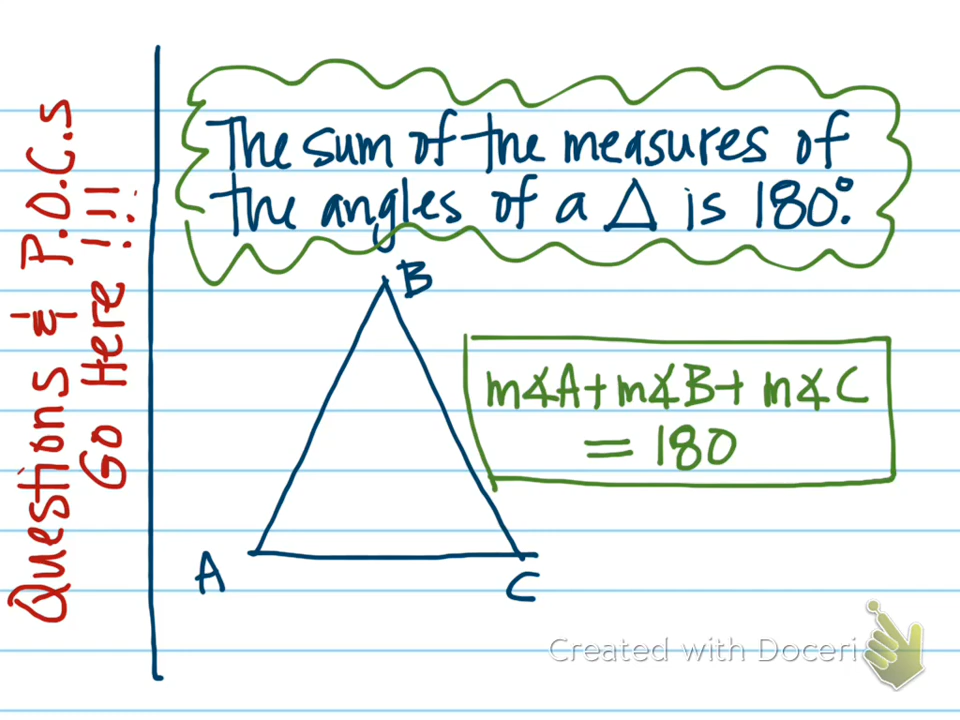 Questions & P.O.C.s
Go Here !!!
The sum of the measures of
the angles of a △ is 180°.
B
m∡A+m∡B+ m∡C
= 180
A
C
Created with Doceri